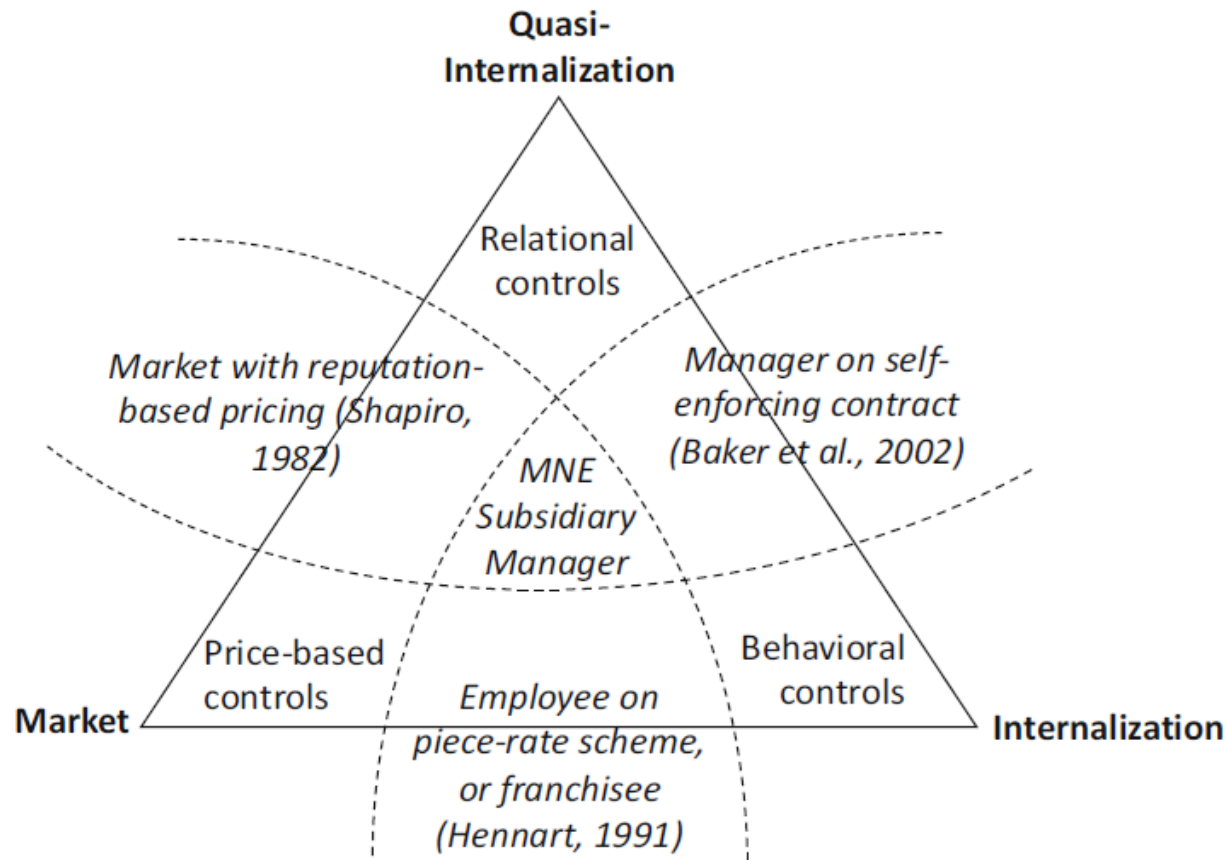 Quasi-
Internalization
Relational
controls
Market with reputation-
based pricing (Shapiro,
1982)
Manager on self-
enforcing contract
(Baker et al., 2002)
MNE
Subsidiary
Manager
Price-based
controls
Behavioral
controls
Market
Employee on
piece-rate scheme,
or franchisee
(Hennart, 1991)
Internalization